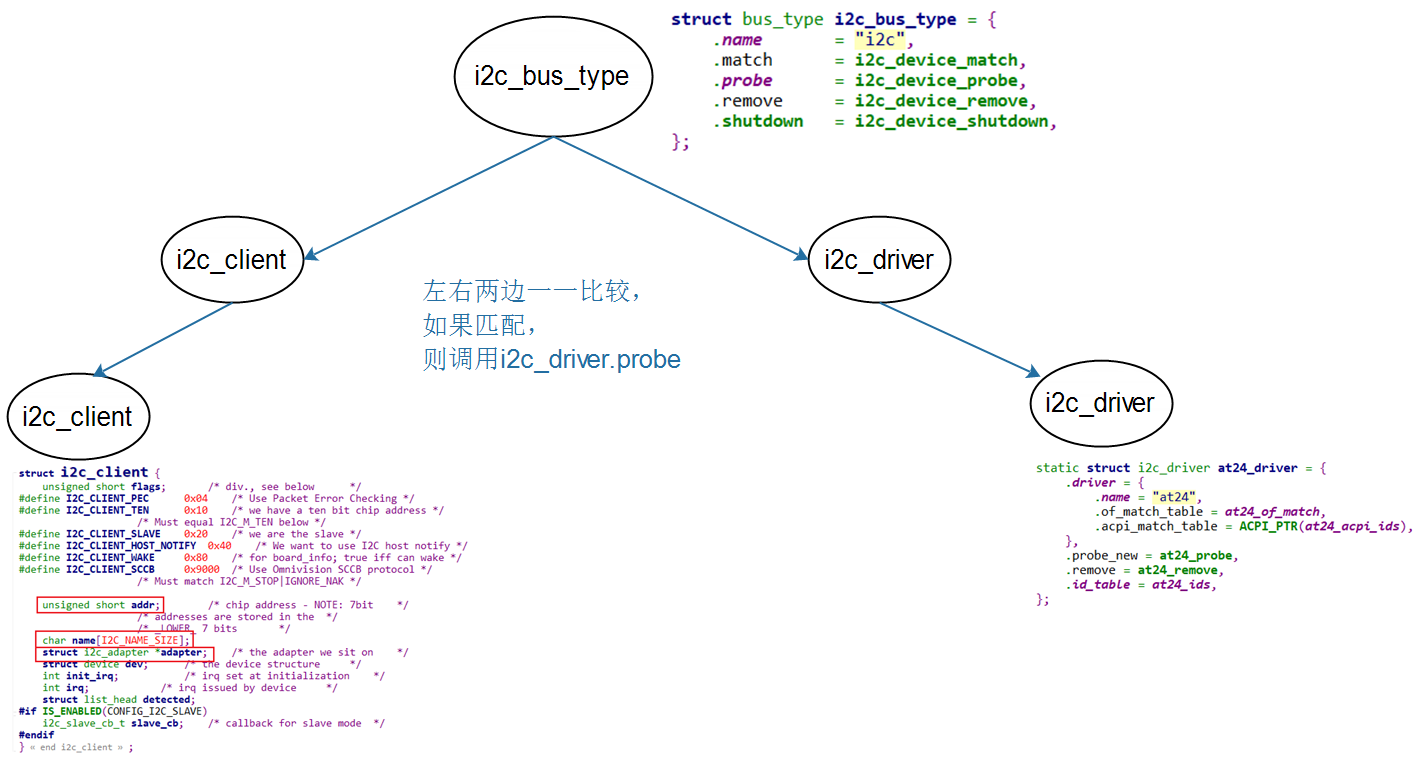 i2c_bus_type
struct bus_type i2c_bus_type = {
.name = "i2c",
.match = i2c_device_match,
.probe = i2c_device_probe,
.remove = i2c_device_remove,
.shutdown = i2c_device_shutdown,
};
i2c_client
i2c_driver
左右两边一一比较，
如果匹配，
则调用i2c_driver.probe
i2c_client
i2c_driver
struct i2c_client {
unsigned short flags; /* div., see below */
#define I2C_CLIENT_PEC 0x04 /* Use Packet Error Checking */
#define I2C_CLIENT_TEN 0x10 /* we have a ten bit chip address */
/* Must equal I2C_M_TEN below */
#define I2C_CLIENT_SLAVE 0x20 /* we are the slave */
#define I2C_CLIENT_HOST_NOTIFY 0x40 /* We want to use I2C host notify */
#define I2C_CLIENT_WAKE 0x80 /* for board_info; true iff can wake */
#define I2C_CLIENT_SCCB 0x9000 /* Use Omnivision SCCB protocol */
/* Must match I2C_M_STOP|IGNORE_NAK */
unsigned short addr; /* chip address - NOTE: 7bit */
/* addresses are stored in the */
/* _LOWER_ 7 bits */
char name[I2C_NAME_SIZE];
struct i2c_adapter *adapter; /* the adapter we sit on */
struct device dev; /* the device structure */
int init_irq; /* irq set at initialization */
int irq; /* irq issued by device */
struct list_head detected;
#if IS_ENABLED(CONFIG_I2C_SLAVE)
i2c_slave_cb_t slave_cb; /* callback for slave mode */
#endif
} « end i2c_client » ;
static struct i2c_driver at24_driver = {
.driver = {
.name = "at24",
.of_match_table = at24_of_match,
.acpi_match_table = ACPI_PTR(at24_acpi_ids),
},
.probe_new = at24_probe,
.remove = at24_remove,
.id_table = at24_ids,
};